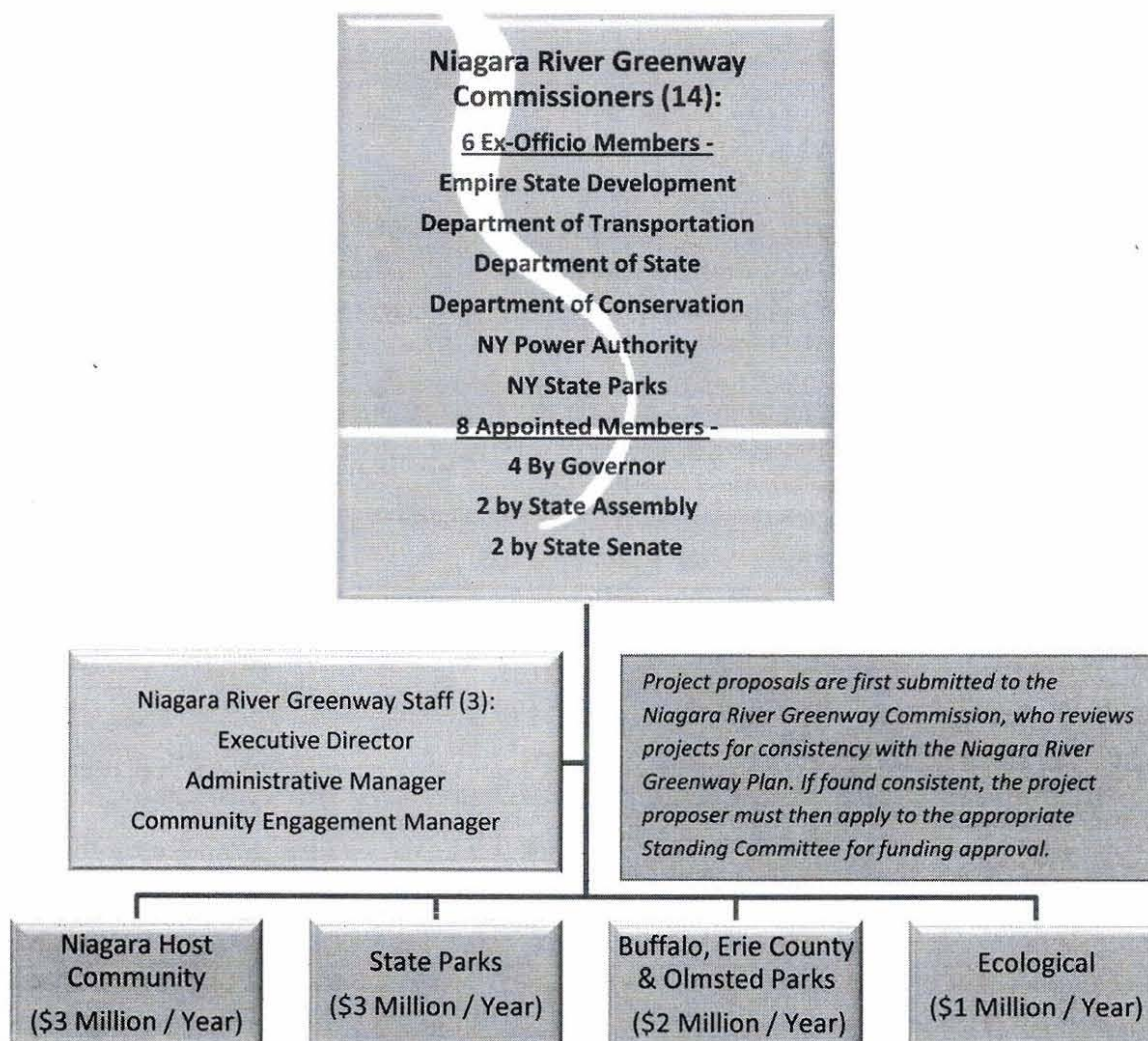 Niagara River Greenway
Commissioners (14):
6 Ex-Officio Members -
Empire State Development
Department of Transportation
Department of State
Department of Conservation
NY Power Authority
NY State Parks
8 Appointed Members -
4 By Governor
2 by State Assembly
2 by State Senate
Niagara River Greenway Staff (3):
Executive Director
Administrative Manager
Community Engagement Manager
Project proposals are first submitted to the
Niagara River Greenway Commission, who reviews
projects for consistency with the Niagara River
Greenway Plan. If found consistent, the project
proposer must then apply to the appropriate
Standing Committee for funding approval.
Niagara Host
Community
($3 Million / Year)
State Parks
($3 Million / Year)
Buffalo, Erie County
& Olmsted Parks
($2 Million / Year)
Ecological
($1 Million / Year)